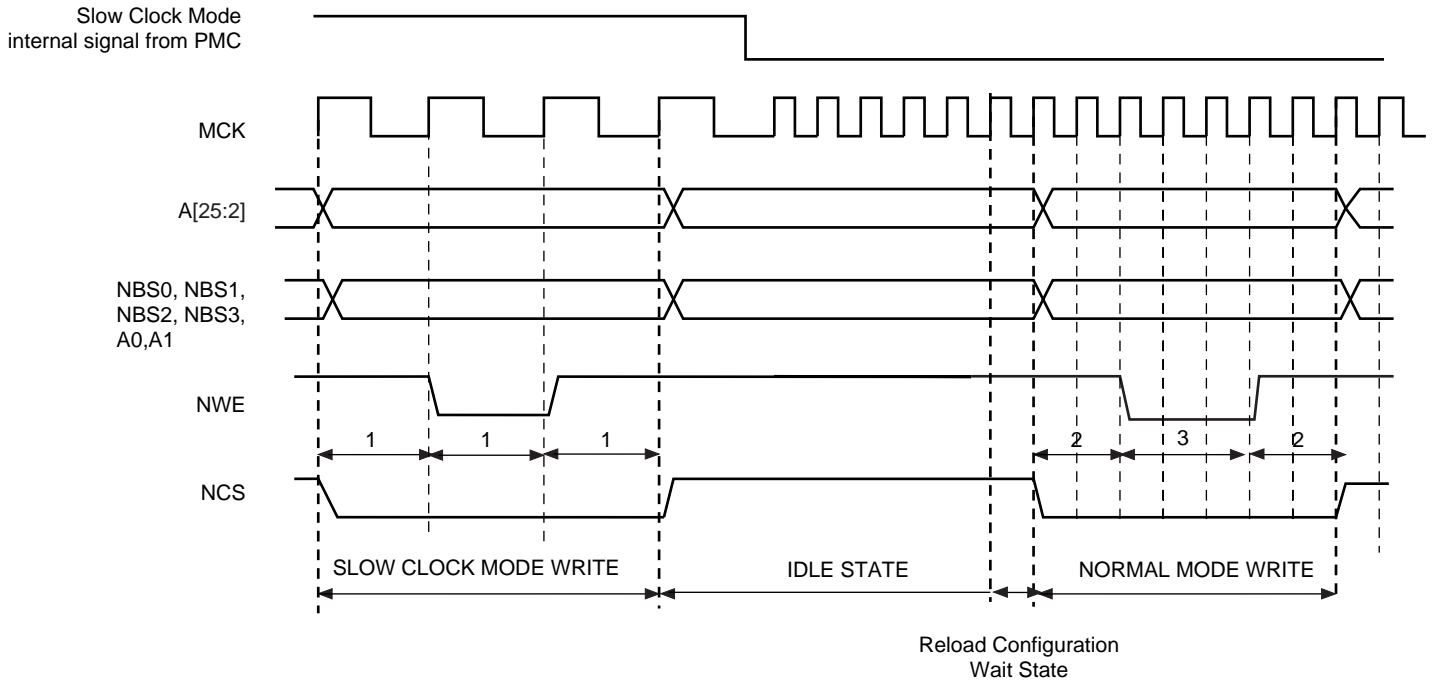 Slow Clock Mode
internal signal from PMC
MCK
A[25:2]
NBS0, NBS1,
NBS2, NBS3,
A0,A1
NWE
1 1 1 2 3 2
NCS
SLOW CLOCK MODE WRITE IDLE STATE NORMAL MODE WRITE
Reload Configuration
Wait State